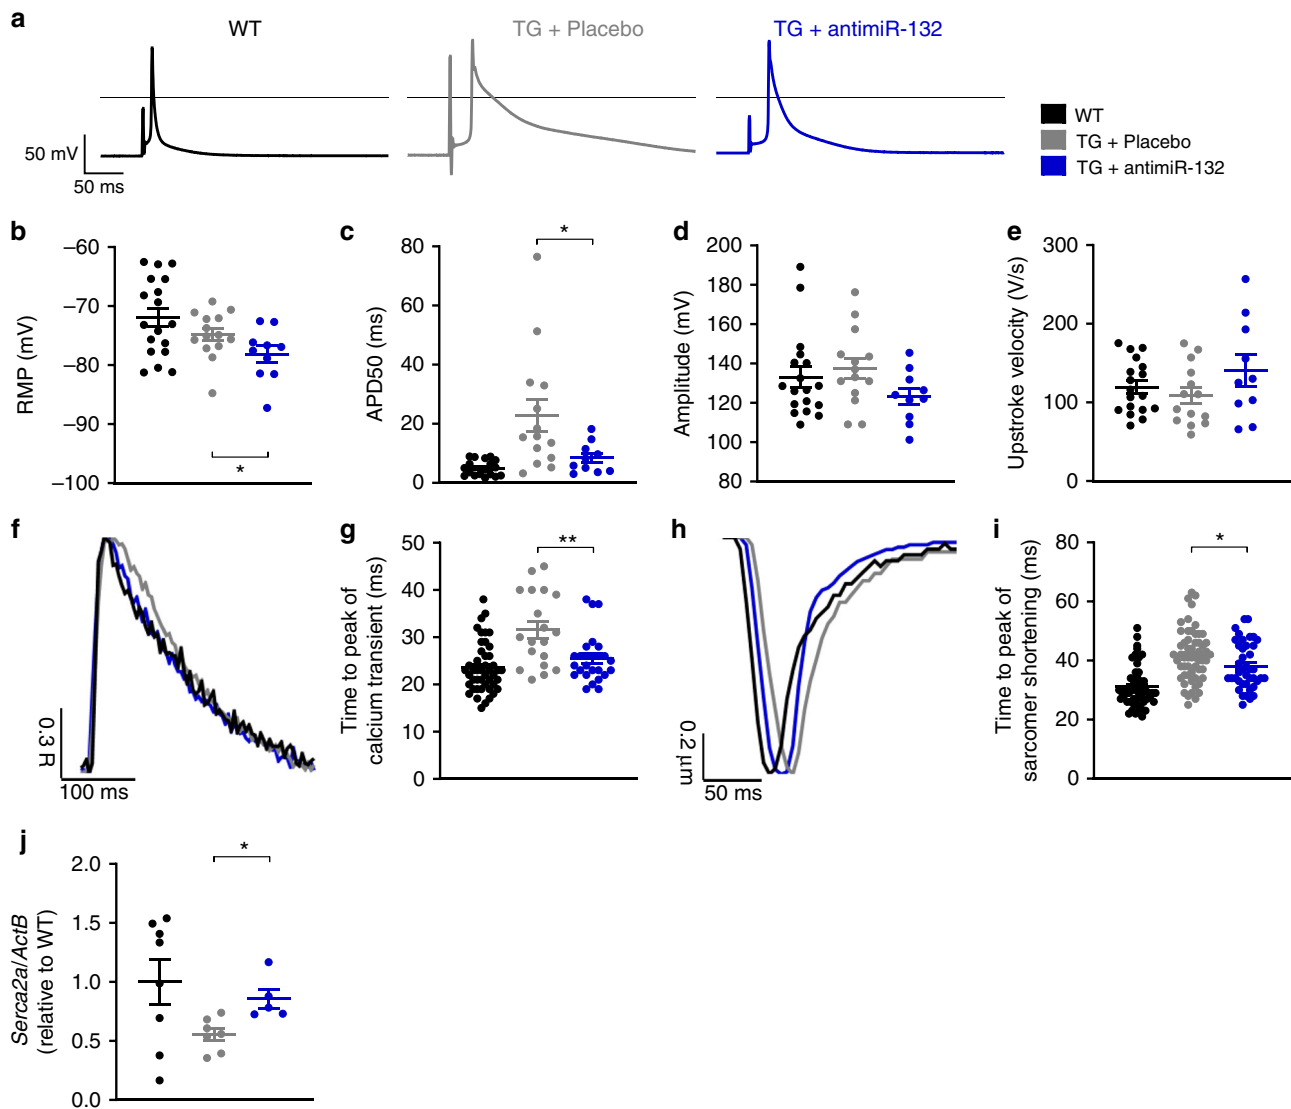 a
WT
TG + Placebo
TG + antimiR-132
50 mV
50 ms
WT
TG + Placebo
TG + antimiR-132
b
RMP (mV)
–60
–70
–80
–90
–100
*
c
APD50 (ms)
80
60
40
20
0
*
d
Amplitude (mV)
200
180
160
140
120
100
80
e
Upstroke velocity (V/s)
300
200
100
0
f
0.3 R
100 ms
g
Time to peak of
calcium transient (ms)
50
40
30
20
10
0
**
h
0.2 µm
50 ms
i
Time to peak of
sarcomer shortening (ms)
80
60
40
20
0
*
j
Serca2a/ActB
(relative to WT)
2.0
1.5
1.0
0.5
0.0
*